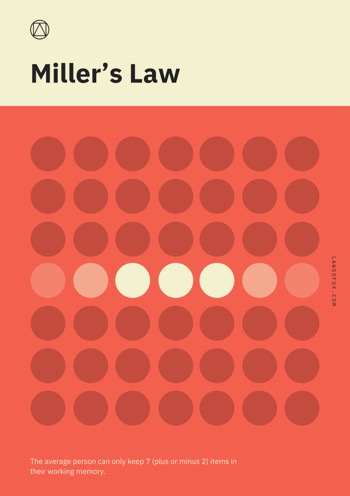 Miller’s Law
LAWSOFUX.COM
The average person can only keep 7 (plus or minus 2) items in
their working memory.